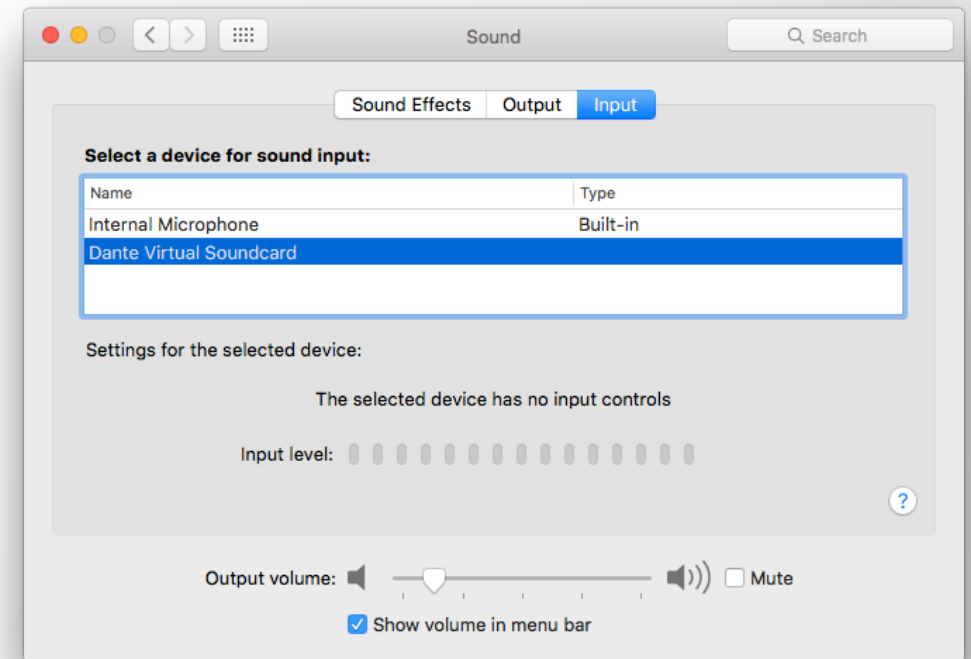 Sound
Search
Sound Effects Output Input
Select a device for sound input:
Name Type
Internal Microphone Built-in
Dante Virtual Soundcard
Settings for the selected device:
The selected device has no input controls
Input level:
?
Output volume: Mute
Show volume in menu bar